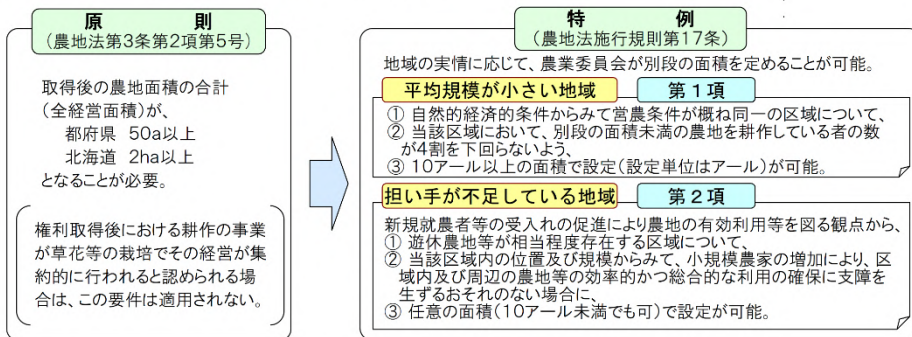 原則
(農地法第3条第2項第5号)
取得後の農地面積の合計
(全経営面積)が、
都府県 50a以上
北海道 2ha以上
となることが必要。
権利取得後における耕作の事業
が草花等の栽培でその経営が集
約的に行われると認められる場
合は、この要件は適用されない。
特例
(農地法施行規則第17条)
地域の実情に応じて、農業委員会が別段の面積を定めることが可能。
平均規模が小さい地域 第1項
① 自然的経済的条件からみて営農条件が概ね同一の区域について、
② 当該区域において、別段の面積未満の農地を耕作している者の数
が4割を下回らないよう、
③ 10アール以上の面積で設定(設定単位はアール)が可能。
担い手が不足している地域 第2項
新規就農者等の受入れの促進により農地の有効利用等を図る観点から、
① 遊休農地等が相当程度存在する区域について、
② 当該区域内の位置及び規模からみて、小規模農家の増加により、区
域内及び周辺の農地等の効率的かつ総合的な利用の確保に支障を
生ずるおそれのない場合に、
③ 任意の面積(10アール未満でも可)で設定が可能。